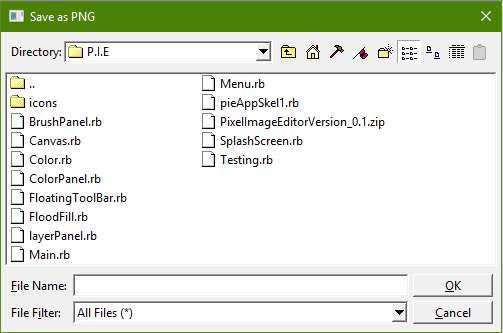 Save as PNG
Directory: P.I.E
..
icons
BrushPanel.rb
Canvas.rb
Color.rb
ColorPanel.rb
FloatingToolBar.rb
FloodFill.rb
layerPanel.rb
Main.rb
Menu.rb
pieAppSkel1.rb
PixelImageEditorVersion_0.1.zip
SplashScreen.rb
Testing.rb
File Name: OK
File Filter: All Files (*) Cancel